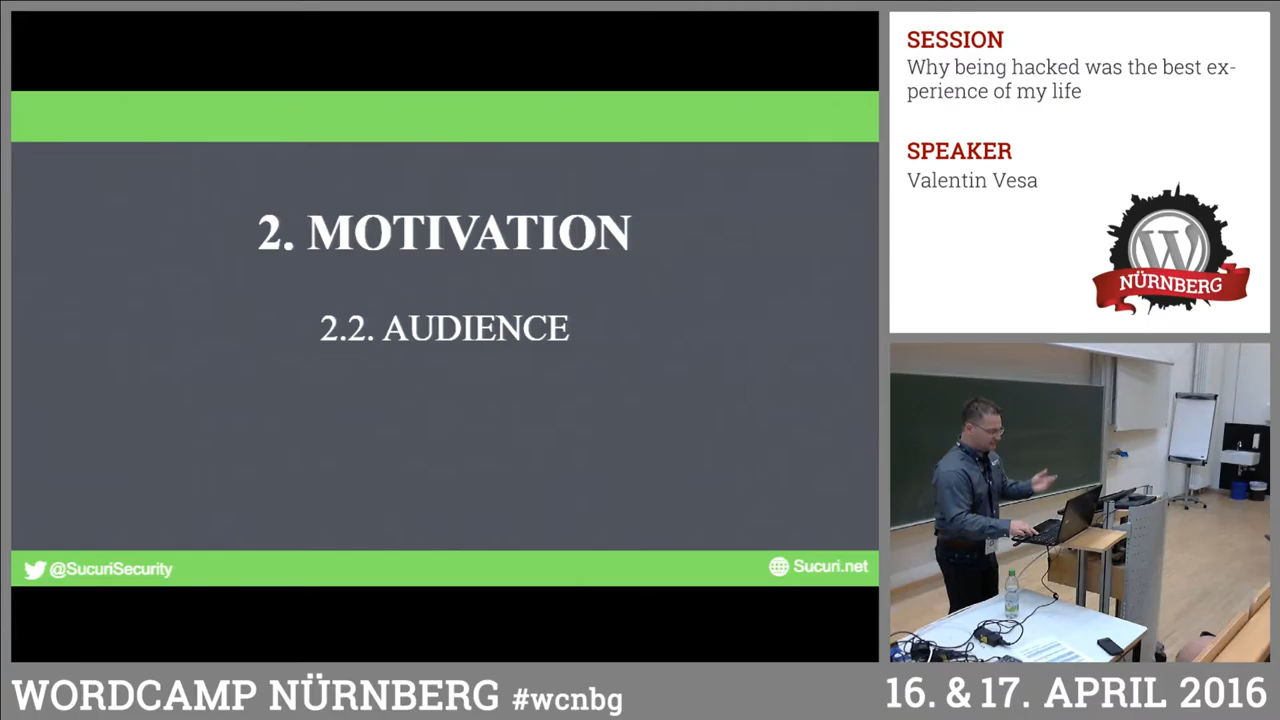 2. MOTIVATION
2.2. AUDIENCE
@SucuriSecurity
Sucuri.net
SESSION
Why being hacked was the best ex-
perience of my life
SPEAKER
Valentin Vesa
W
NÜRNBERG
WORDCAMP NÜRNBERG #wcnbg
16. & 17. APRIL 2016